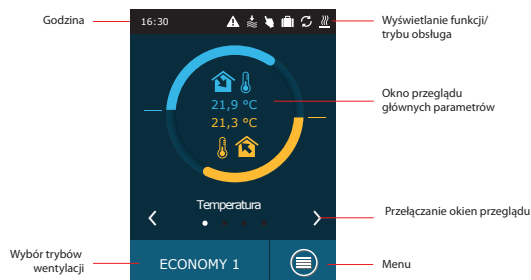 Godzina
16:30
Wyświetlanie funkcji/
trybu obsługa
21,9 °C
21,3 °C
Okno przeglądu
głównych parametrów
Temperatura
Przełączanie okien przeglądu
Wybór trybów
wentylacji
ECONOMY 1
Menu